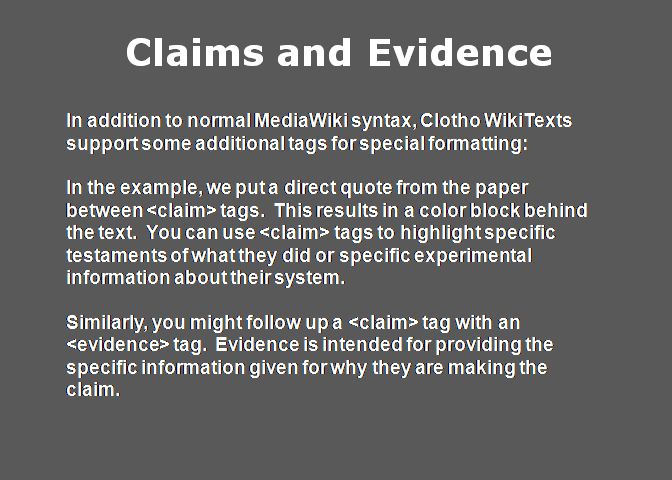 Claims and Evidence
In addition to normal MediaWiki syntax, Clotho WikiTexts
support some additional tags for special formatting:
In the example, we put a direct quote from the paper
between <claim> tags.  This results in a color block behind
the text.  You can use <claim> tags to highlight specific
testaments of what they did or specific experimental
information about their system.
Similarly, you might follow up a <claim> tag with an
<evidence> tag.  Evidence is intended for providing the
specific information given for why they are making the
claim.